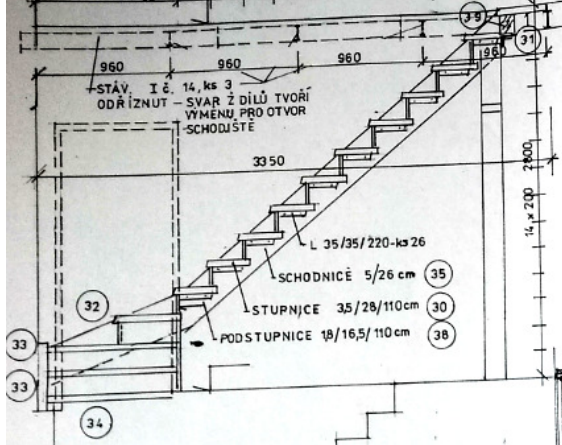 39
31
960
960
960
96
STÁV. I č. 14, ks 3
ODŘÍZNUT – SVAR Z DÍLŮ TVOŘÍ
VÝMĚNU PRO OTVOR
SCHODIŠTĚ
3350
2800
14 x 200
L 35/35/220-ks 26
SCHODNICE 5/26 cm 35
STUPNICE 3,5/28/110 cm 30
PODSTUPNICE 1,8/16,5/110 cm 38
32
33
33
34